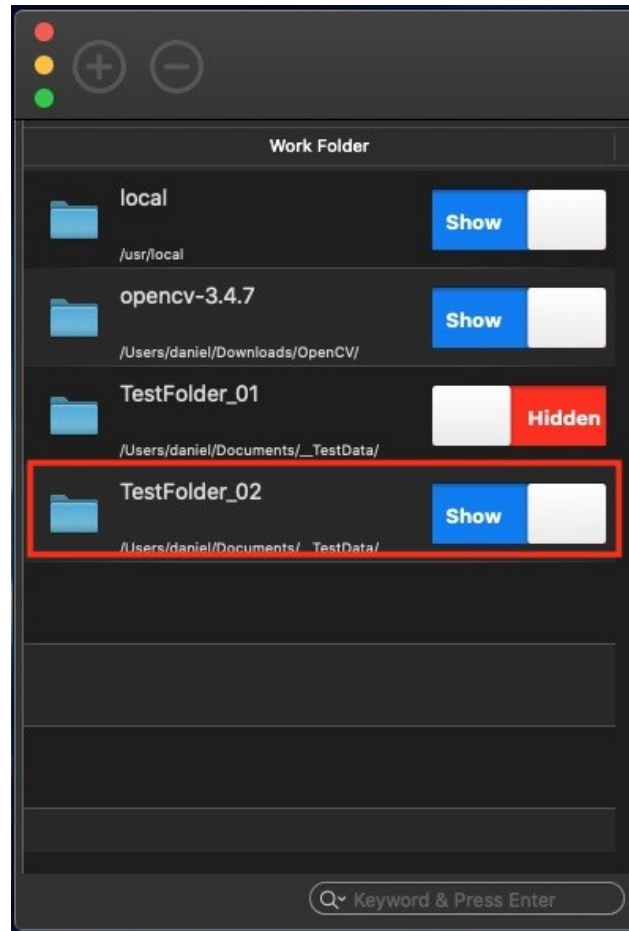 Work Folder
local
Show
/usr/local
opencv-3.4.7
Show
/Users/daniel/Downloads/OpenCV/
TestFolder_01
Hidden
/Users/daniel/Documents/__TestData/
TestFolder_02
Show
/Users/daniel/Documents/__TestData/
Keyword & Press Enter